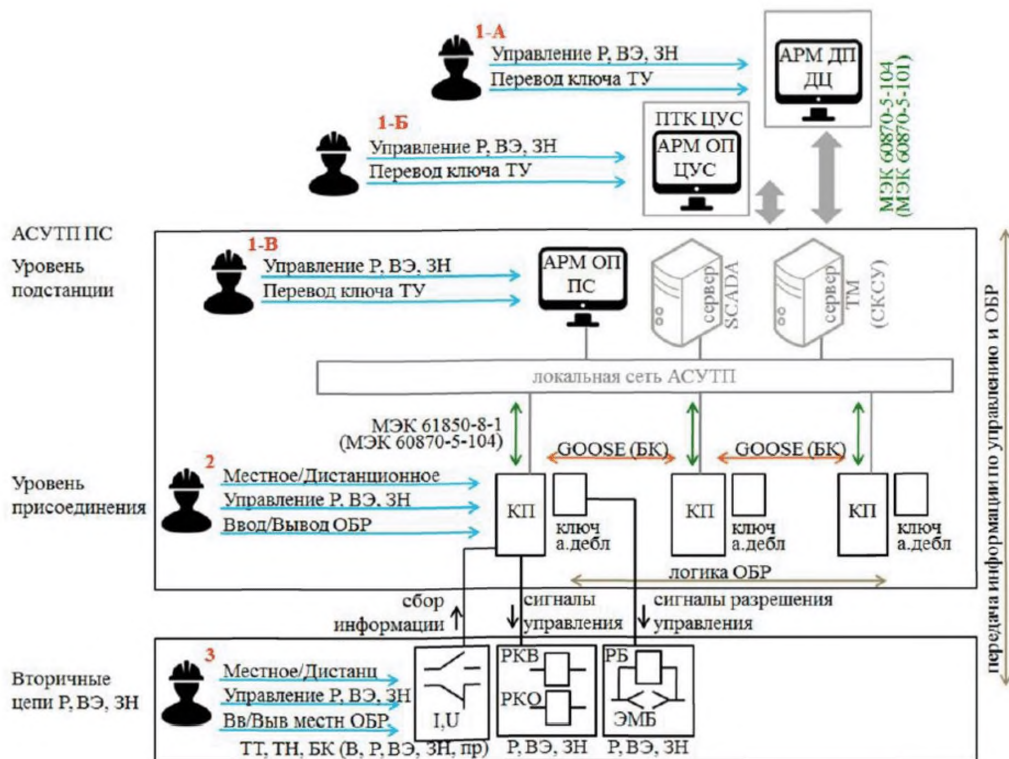 1-А
Управление Р, ВЭ, ЗН
Перевод ключа ТУ
АРМ ДП
ДЦ
МЭК 60870-5-104
(МЭК 60870-5-101)
1-Б
Управление Р, ВЭ, ЗН
Перевод ключа ТУ
ПТК ЦУС
АРМ ОП
ЦУС
АСУТП ПС
Уровень
подстанции
1-В
Управление Р, ВЭ, ЗН
Перевод ключа ТУ
АРМ ОП
ПС
сервер
SCADA
сервер
ТМ
(СКСУ)
локальная сеть АСУТП
МЭК 61850-8-1
(МЭК 60870-5-104)
GOOSE (БК)
GOOSE (БК)
Уровень
присоединения
2
Местное/Дистанционное
Управление Р, ВЭ, ЗН
Ввод/Вывод ОБР
КП
ключ
а.дебл
КП
ключ
а.дебл
КП
ключ
а.дебл
логика ОБР
сбор
информации
сигналы
управления
сигналы разрешения
управления
передача информации по управлению и ОБР
Вторичные
цепи Р, ВЭ, ЗН
3
Местное/Дистанц
Управление Р, ВЭ, ЗН
Вв/Выв местн ОБР
I,U
РКВ
РКО
РБ
ЭМБ
ТТ, ТН, БК (В, Р, ВЭ, ЗН, пр)
Р, ВЭ, ЗН
Р, ВЭ, ЗН